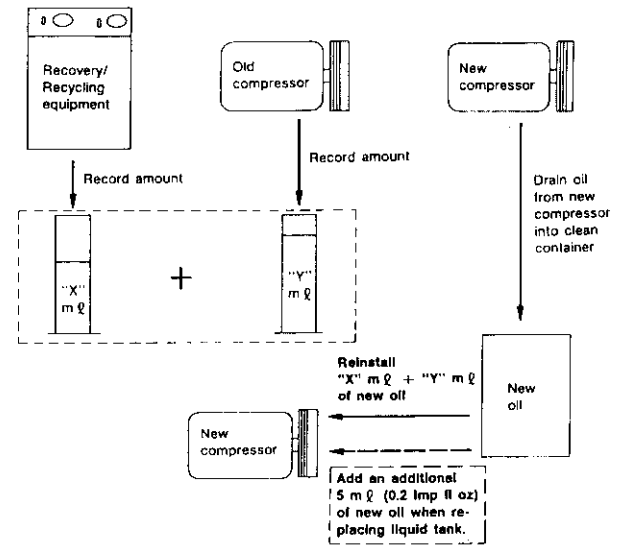 Recovery/
Recycling
equipment
Old
compressor
New
compressor
Record amount
Record amount
Drain oil
from new
compressor
into clean
container
"X"
m ℓ
+
"Y"
m ℓ
Reinstall
"X" m ℓ + "Y" m ℓ
of new oil
New
oil
New
compressor
Add an additional
5 m ℓ (0.2 Imp fl oz)
of new oil when re-
placing liquid tank.